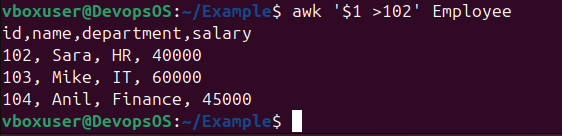 vboxuser@DevopsOS:~/Example$ awk '$1 >102' Employee
id,name,department,salary
102, Sara, HR, 40000
103, Mike, IT, 60000
104, Anil, Finance, 45000
vboxuser@DevopsOS:~/Example$